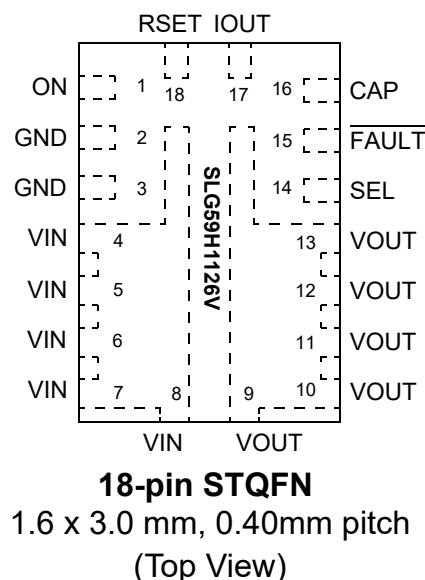 RSET IOUT
ON 1 18 17 16 CAP
GND 2 15 FAULT
GND 3 14 SEL
SLG59H1126V
VIN 4 13 VOUT
VIN 5 12 VOUT
VIN 6 11 VOUT
VIN 7 8 9 10 VOUT
VIN VOUT
18-pin STQFN
1.6 x 3.0 mm, 0.40mm pitch
(Top View)